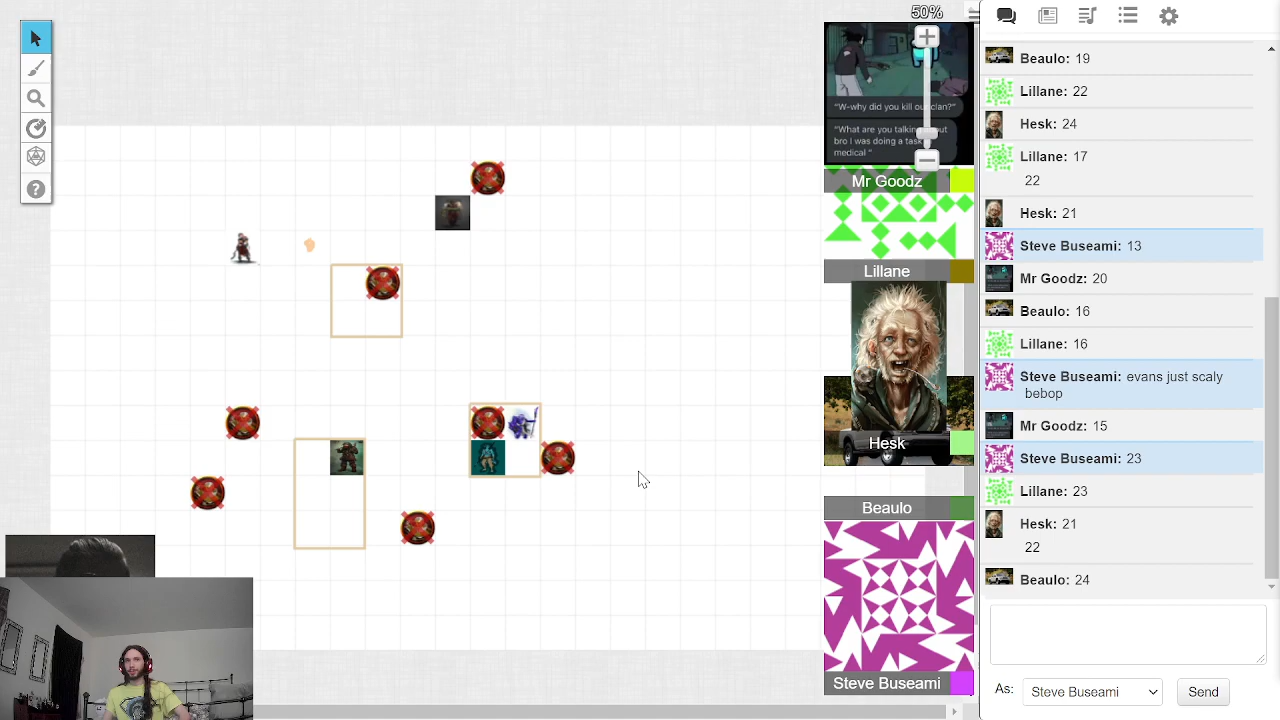 50%
"W-why did you kill our clan?"
"What are you talking about
bro I was doing a task
medical "
Mr Goodz
Lillane
Hesk
Beaulo
Steve Buseami
Beaulo: 19
Lillane: 22
Hesk: 24
Lillane: 17
22
Hesk: 21
Steve Buseami: 13
Mr Goodz: 20
Beaulo: 16
Lillane: 16
Steve Buseami: evans just scaly
bebop
Mr Goodz: 15
Steve Buseami: 23
Lillane: 23
Hesk: 21
22
Beaulo: 24
As:
Steve Buseami
Send